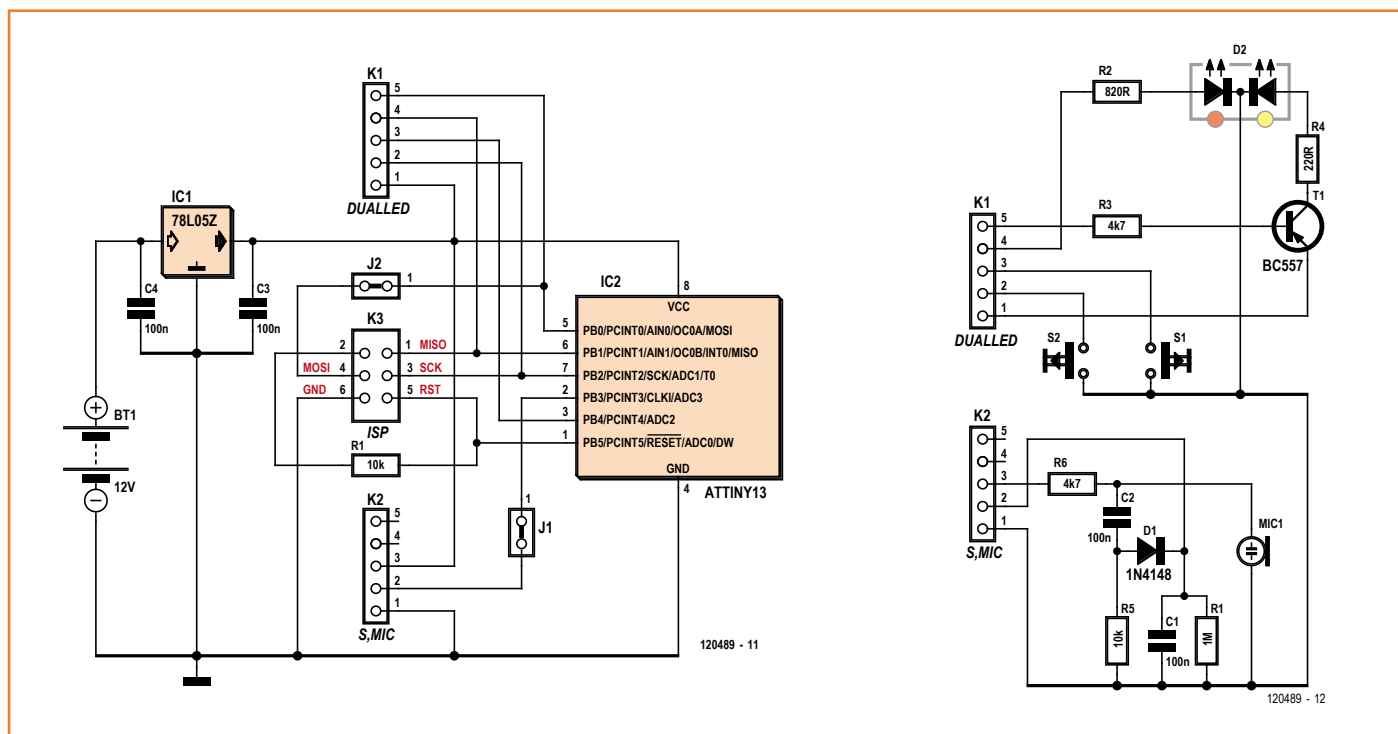 K1
5
4
3
2
1
DUALLED
IC1
78L05Z
C4
100n
C3
100n
J2
1
K3
2
1
MISO
MOSI
4
3
SCK
GND
6
5
RST
ISP
R1
10k
BT1
12V
K2
5
4
3
2
1
S,MIC
1
J1
IC2
8
VCC
5
PB0/PCINT0/AIN0/OC0A/MOSI
6
PB1/PCINT1/AIN1/OC0B/INT0/MISO
7
PB2/PCINT2/SCK/ADC1/T0
2
PB3/PCINT3/CLKI/ADC3
3
PB4/PCINT4/ADC2
1
PB5/PCINT5/RESET/ADC0/DW
GND
4
ATTINY13
120489 - 11
D2
R2
820R
R4
220R
T1
BC557
K1
5
4
3
2
1
DUALLED
R3
4k7
S2
S1
K2
5
4
3
2
1
S,MIC
R6
4k7
C2
100n
D1
1N4148
MIC1
R5
10k
C1
100n
R1
1M
120489 - 12